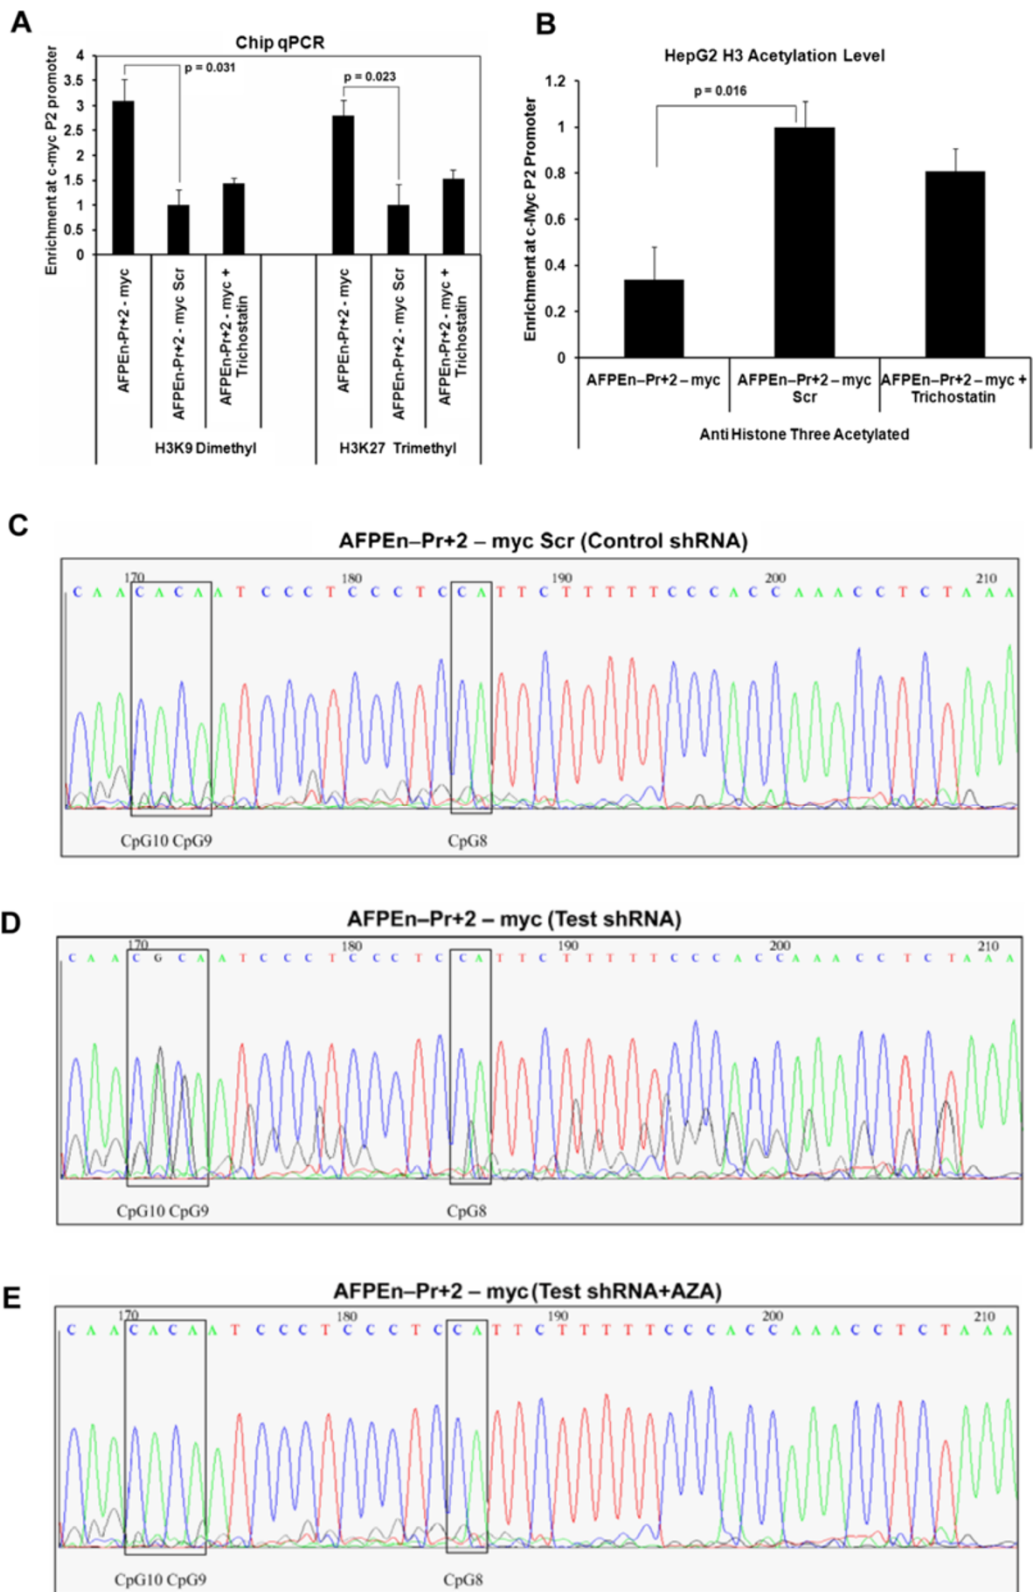 A
Chip qPCR
Enrichment at c-myc P2 promoter
4
3.5
3
2.5
2
1.5
1
0.5
0
p = 0.031
p = 0.023
AFPEn-Pr+2 - myc
AFPEn-Pr+2 - myc Scr
AFPEn-Pr+2 - myc +
Trichostatin
AFPEn-Pr+2 - myc
AFPEn-Pr+2 - myc Scr
AFPEn-Pr+2 - myc +
Trichostatin
H3K9 Dimethyl
H3K27 Trimethyl
B
HepG2 H3 Acetylation Level
Enrichment at c-Myc P2 Promoter
1.2
1
0.8
0.6
0.4
0.2
0
p = 0.016
AFPEn–Pr+2 – myc
AFPEn–Pr+2 – myc
Scr
AFPEn–Pr+2 – myc +
Trichostatin
Anti Histone Three Acetylated
C
AFPEn–Pr+2 – myc Scr (Control shRNA)
170 180 190 200 210
C A A C A C A A T C C C T C C C T C C A T T C T T T T T C C C A C C A A A C C T C T A A A
CpG10 CpG9 CpG8
D
AFPEn–Pr+2 – myc (Test shRNA)
170 180 190 200 210
C A A C G C A A T C C C T C C C T C C A T T C T T T T T C C C A C C A A A C C T C T A A A
CpG10 CpG9 CpG8
E
AFPEn–Pr+2 – myc (Test shRNA+AZA)
170 180 190 200 210
C A A C A C A A T C C C T C C C T C C A T T C T T T T T C C C A C C A A A C C T C T A A A
CpG10 CpG9 CpG8